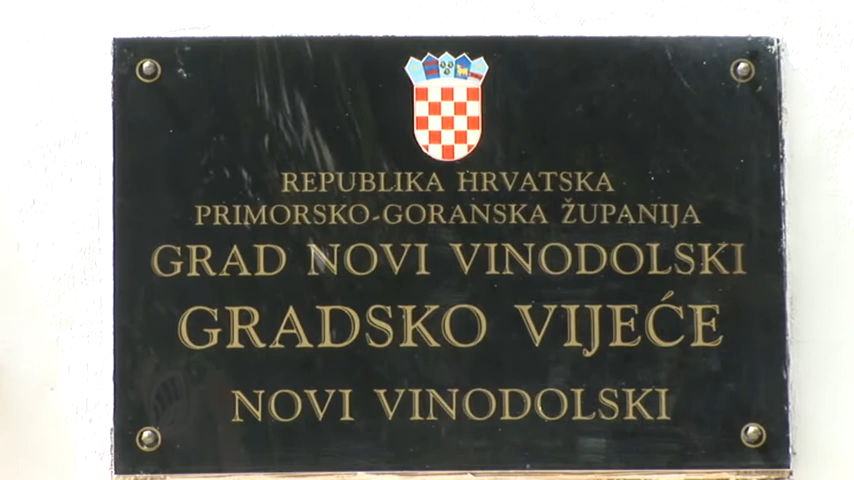 REPUBLIKA HRVATSKA
PRIMORSKO-GORANSKA ŽUPANIJA
GRAD NOVI VINODOLSKI
GRADSKO VIJEĆE
NOVI VINODOLSKI